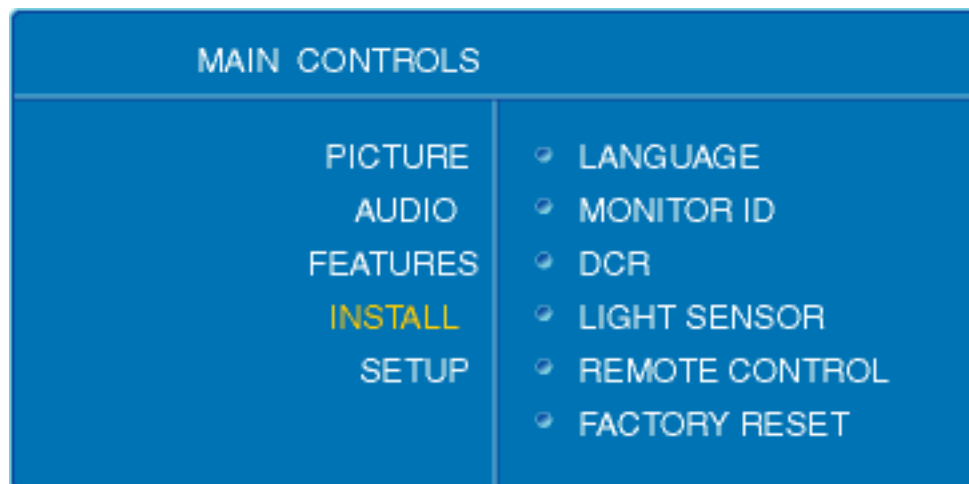 MAIN CONTROLS
PICTURE
AUDIO
FEATURES
INSTALL
SETUP
LANGUAGE
MONITOR ID
DCR
LIGHT SENSOR
REMOTE CONTROL
FACTORY RESET